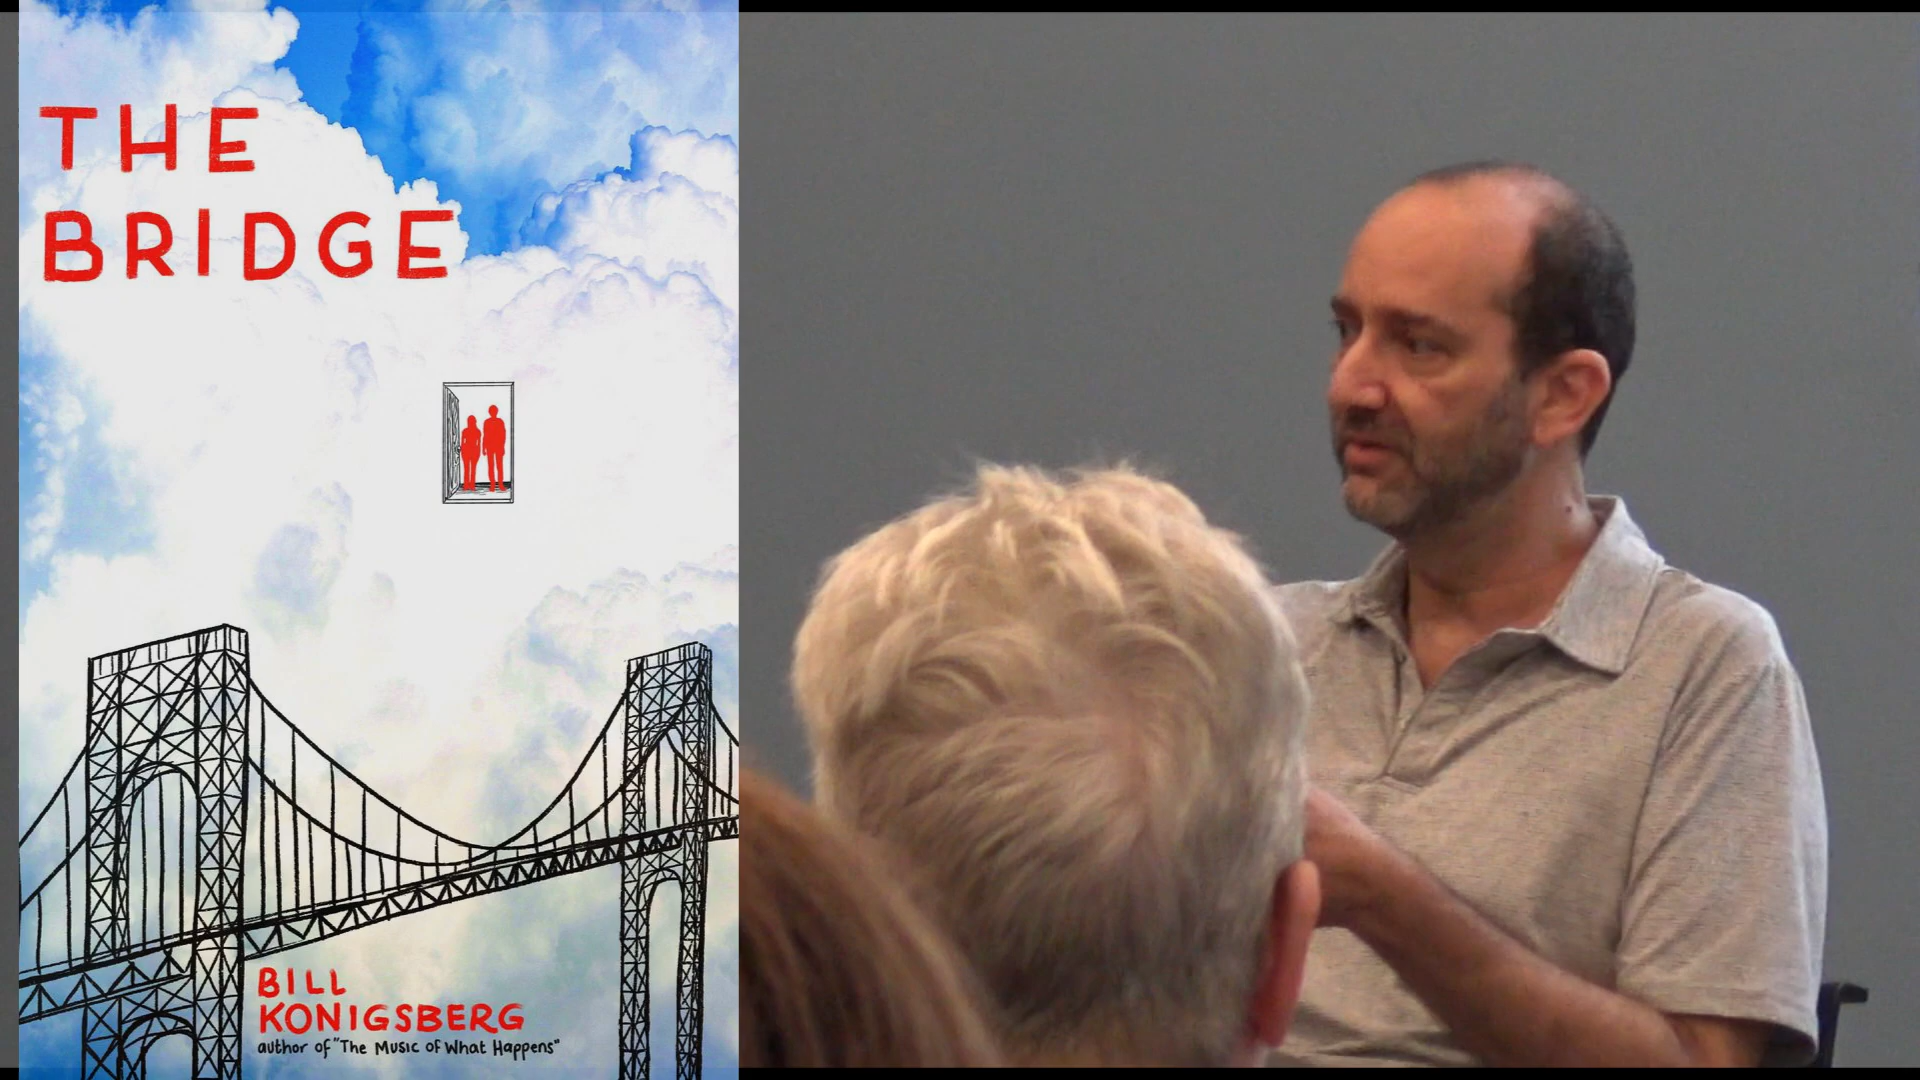 THE
BRIDGE
BILL
KONIGSBERG
author of "The Music of What Happens"